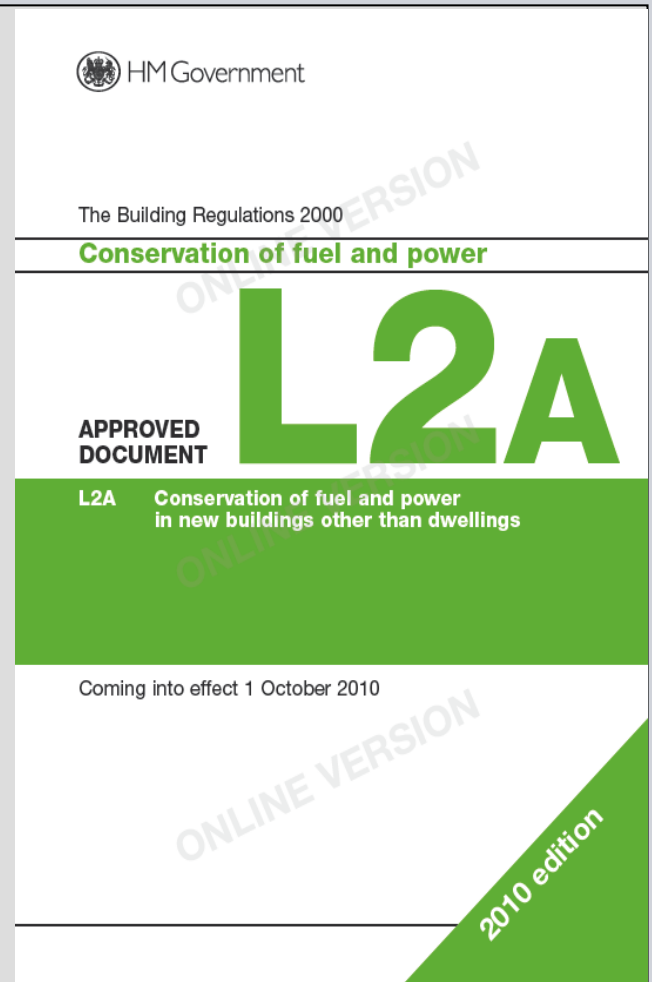 HM Government
ONLINE VERSION
The Building Regulations 2000
Conservation of fuel and power
L2A
APPROVED
DOCUMENT
ONLINE VERSION
L2A Conservation of fuel and power
in new buildings other than dwellings
Coming into effect 1 October 2010
ONLINE VERSION
2010 edition